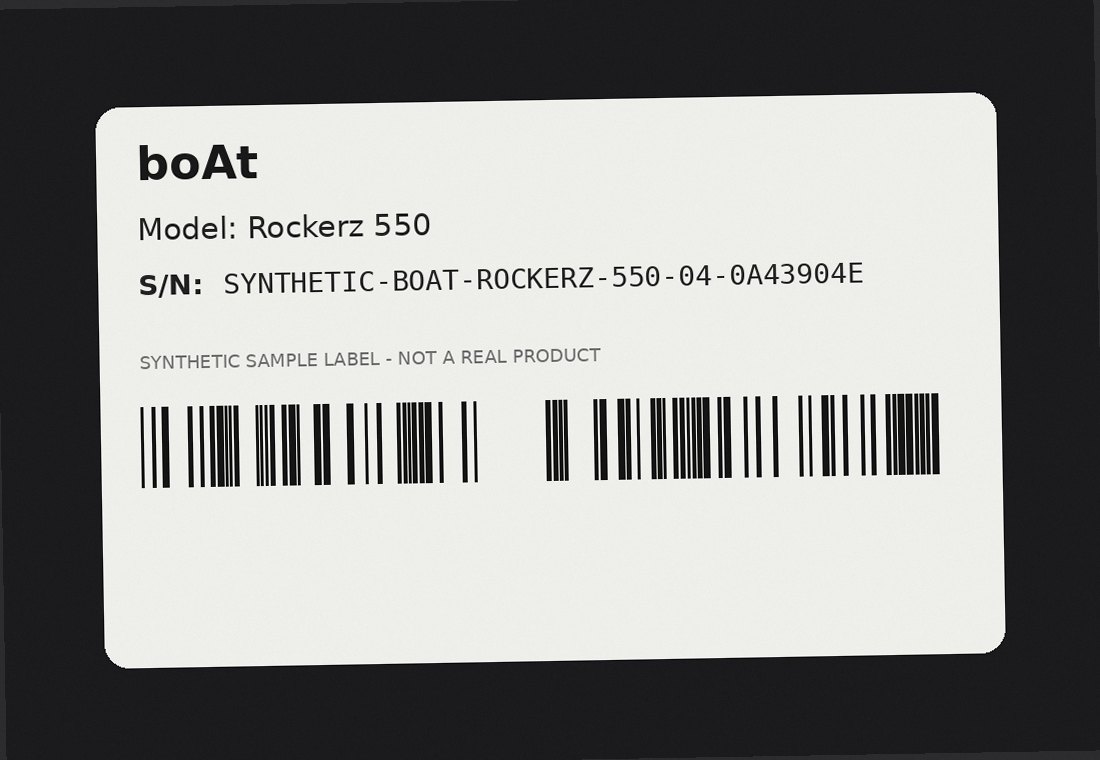 boAt
Model: Rockerz 550
S/N: SYNTHETIC-BOAT-ROCKERZ-550-04-0A43904E
SYNTHETIC SAMPLE LABEL - NOT A REAL PRODUCT